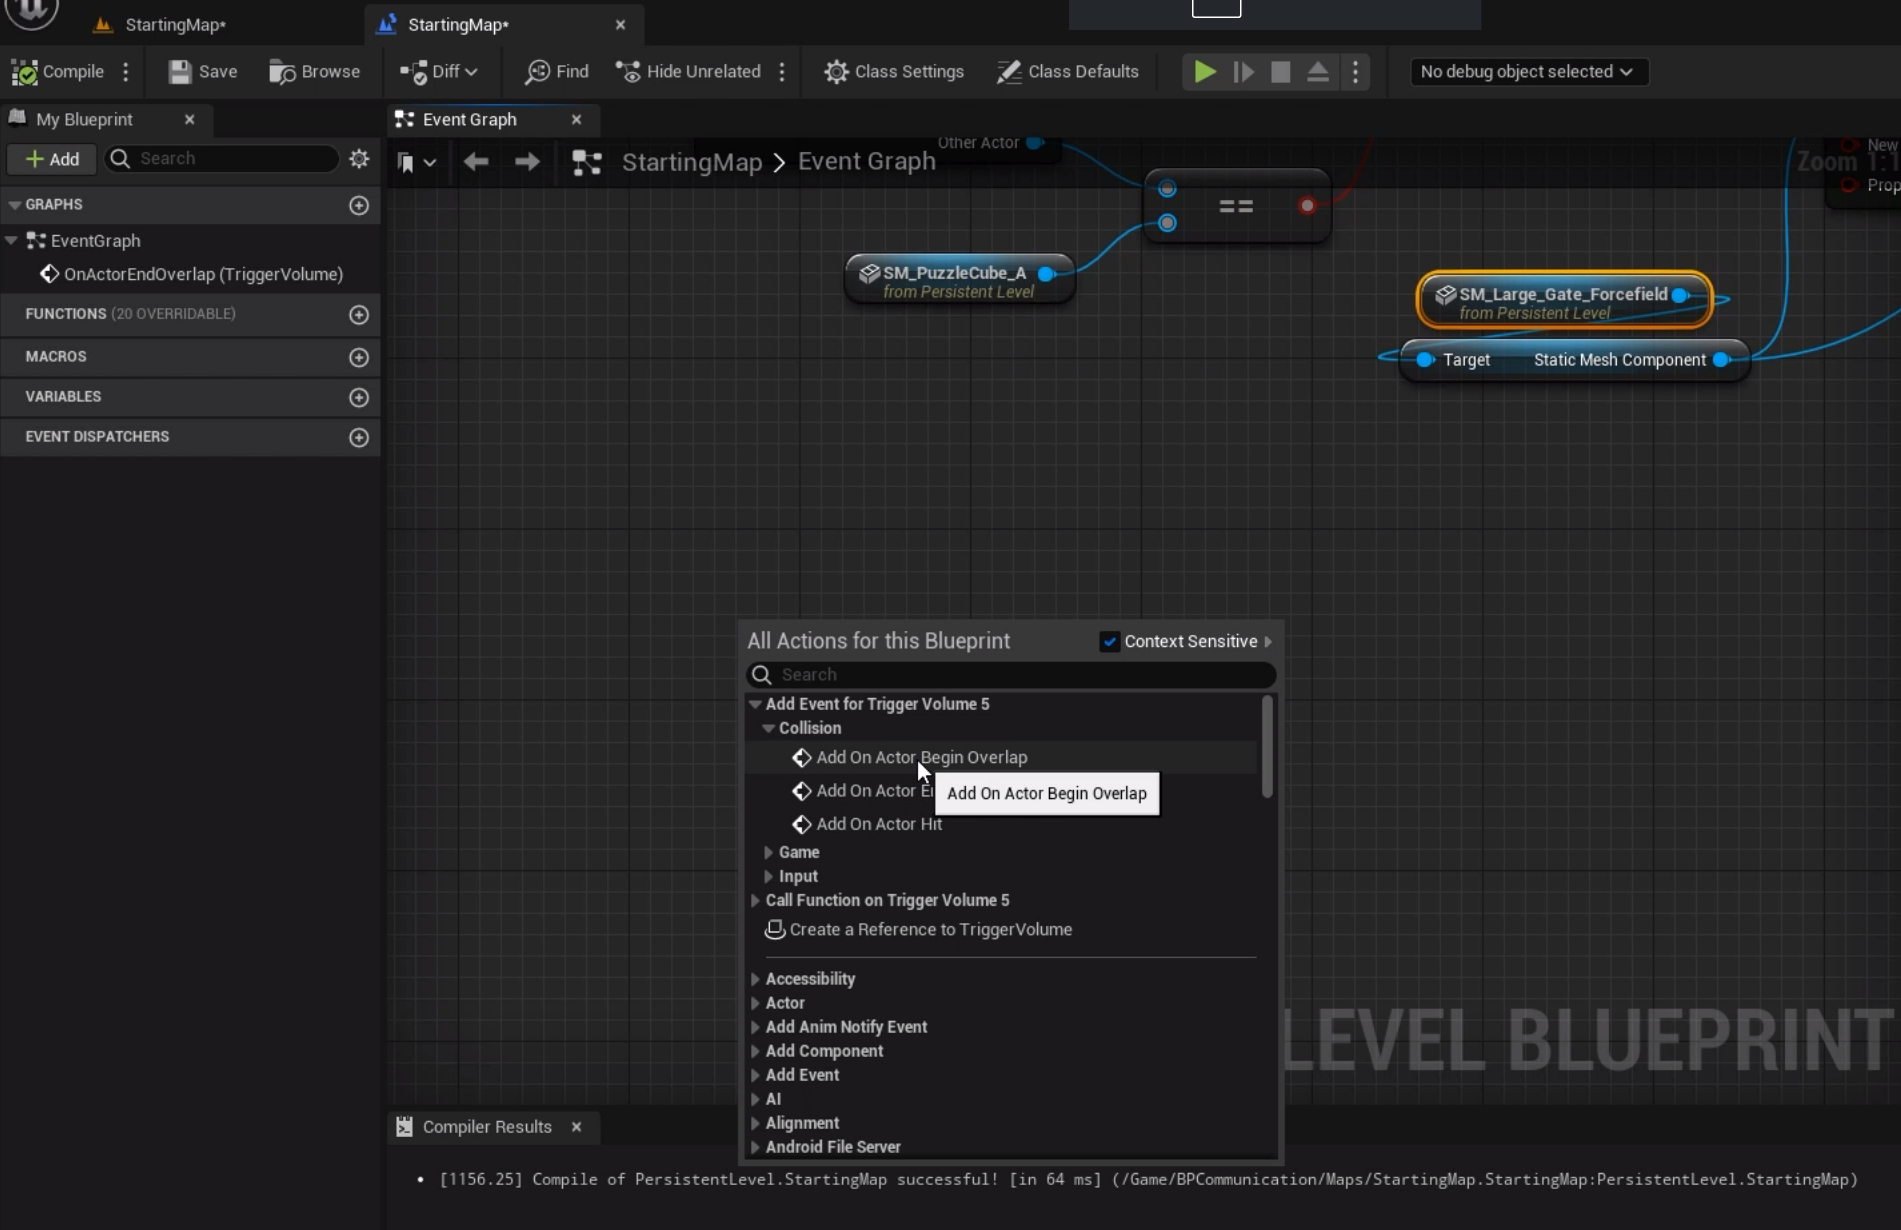 StartingMap*
StartingMap*
Compile
Save
Browse
Diff
Find
Hide Unrelated
Class Settings
Class Defaults
No debug object selected
My Blueprint
Event Graph
Add
Search
StartingMap > Event Graph
Zoom 1:1
Other Actor
New
Prop
GRAPHS
EventGraph
OnActorEndOverlap (TriggerVolume)
FUNCTIONS (20 OVERRIDABLE)
MACROS
VARIABLES
EVENT DISPATCHERS
==
SM_PuzzleCube_A
from Persistent Level
SM_Large_Gate_Forcefield
from Persistent Level
Target Static Mesh Component
All Actions for this Blueprint
Context Sensitive
Search
Add Event for Trigger Volume 5
Collision
Add On Actor Begin Overlap
Add On Actor
Add On Actor Begin Overlap
Add On Actor Hit
Game
Input
Call Function on Trigger Volume 5
Create a Reference to TriggerVolume
Accessibility
Actor
Add Anim Notify Event
Add Component
Add Event
AI
Alignment
Android File Server
LEVEL BLUEPRINT
Compiler Results
• [1156.25] Compile of PersistentLevel.StartingMap successful! [in 64 ms] (/Game/BPCommunication/Maps/StartingMap.StartingMap:PersistentLevel.StartingMap)